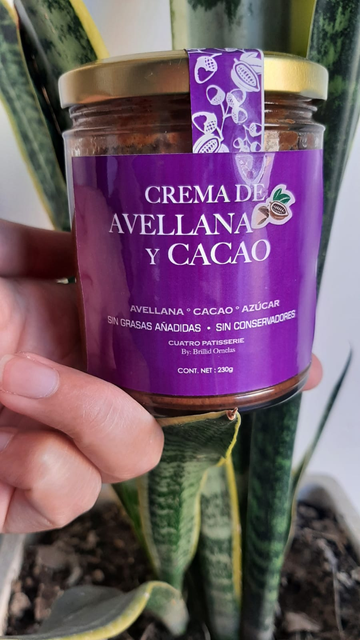 CREMA DE
AVELLANA
Y CACAO
AVELLANA ° CACAO ° AZÚCAR
SIN GRASAS AÑADIDAS • SIN CONSERVADORES
CUATRO PATISSERIE
By: Brillid Ornelas
CONT. NET : 230g